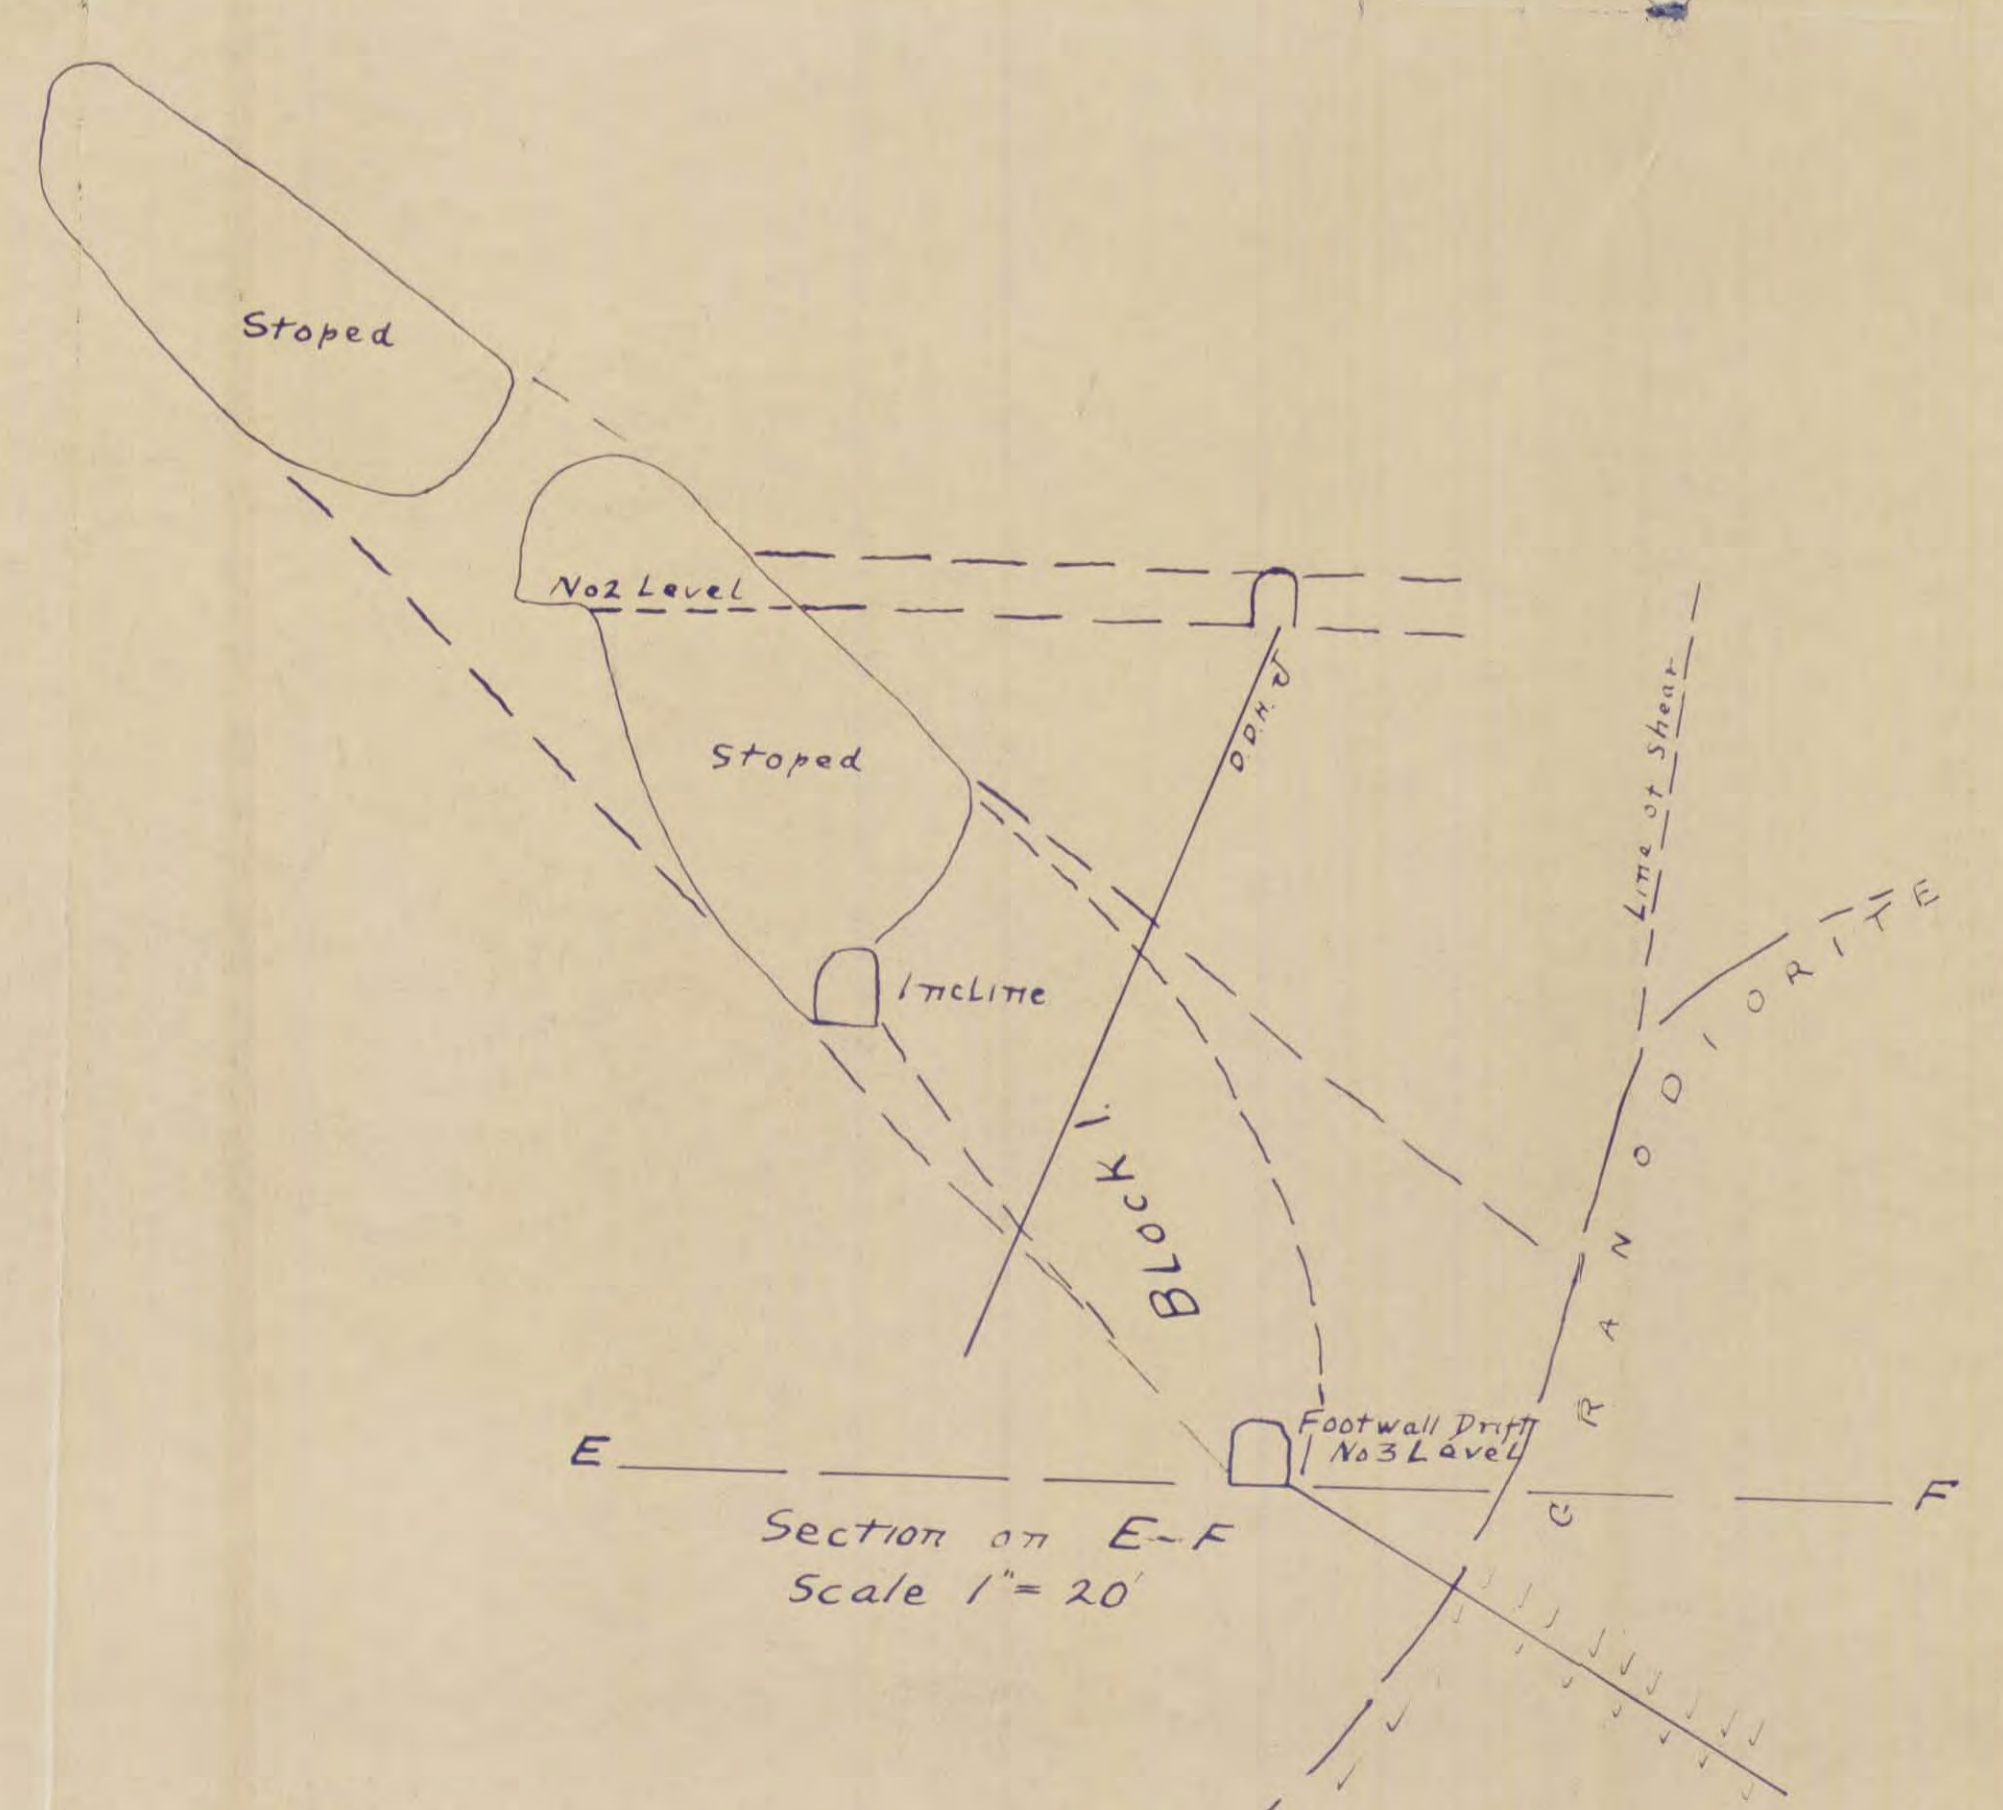 Stoped
No2 Level
Stoped
D.D.H.
Line of Shear
GRANODIORITE
Incline
BLOCK 1.
Footwall Drift
No3 Level
E F
Section on E-F
Scale 1"= 20'